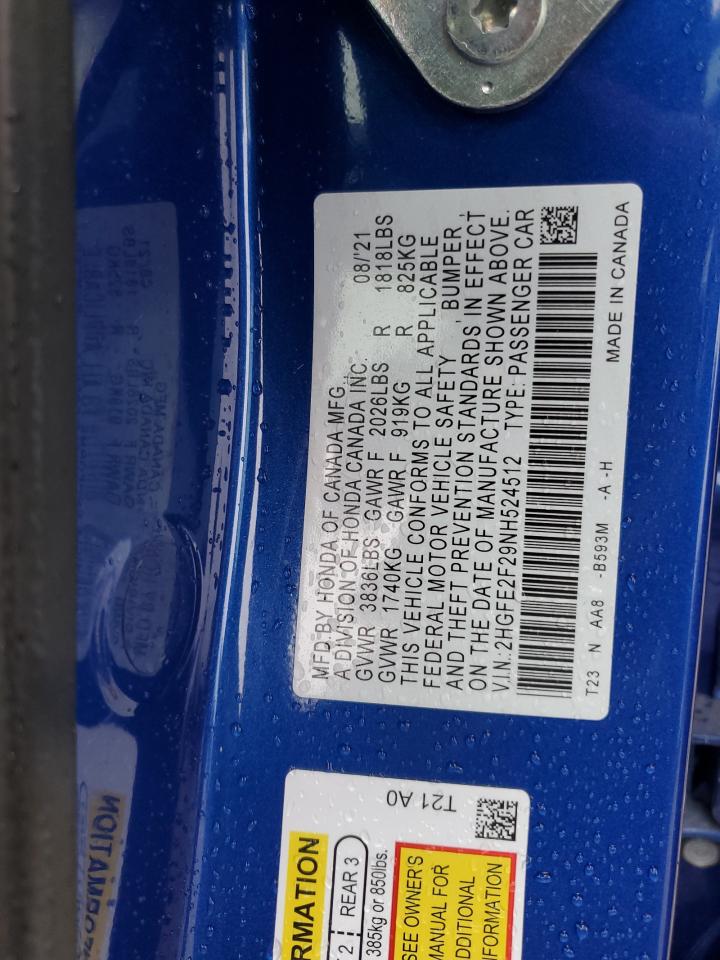 MFD.BY HONDA OF CANADA MFG.
A DIVISION OF HONDA CANADA INC. 08/'21
GVWR 3836LBS GAWR F 2026LBS R 1818LBS
GVWR 1740KG GAWR F 919KG R 825KG
THIS VEHICLE CONFORMS TO ALL APPLICABLE
FEDERAL MOTOR VEHICLE SAFETY , BUMPER ,
AND THEFT PREVENTION STANDARDS IN EFFECT
ON THE DATE OF MANUFACTURE SHOWN ABOVE.
V.I.N.:2HGFE2F29NH524512 TYPE: PASSENGER CAR
T23 N AA8 -B593M -A -H MADE IN CANADA
RMATION
2 REAR 3
385kg or 850lbs.
SEE OWNER'S
MANUAL FOR
DDITIONAL
NFORMATION
T21 A0